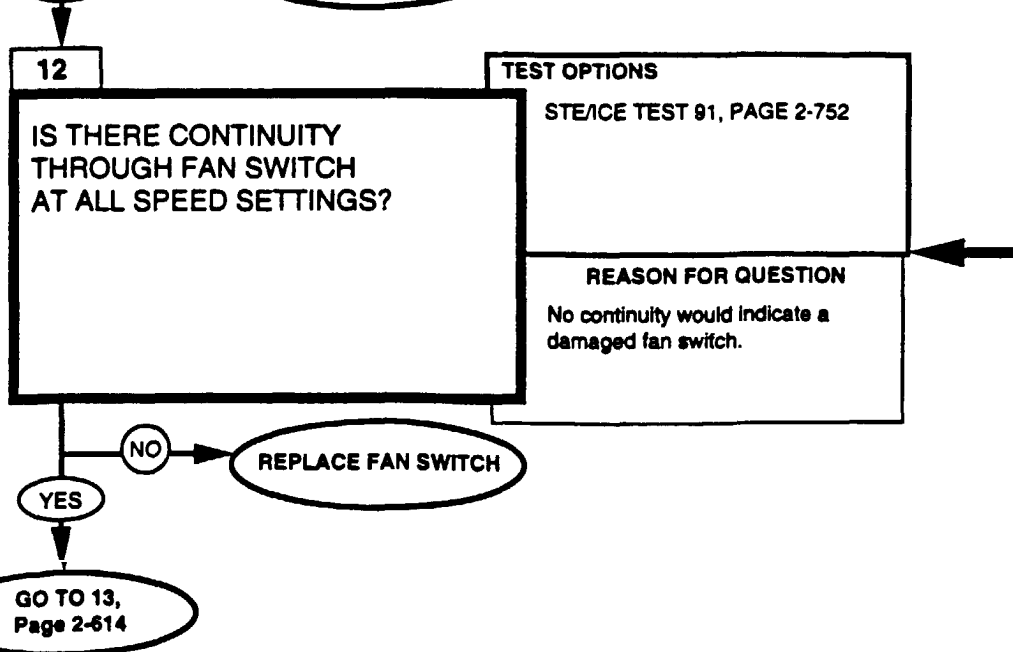 12
IS THERE CONTINUITY
THROUGH FAN SWITCH
AT ALL SPEED SETTINGS?
TEST OPTIONS
STE/ICE TEST 91, PAGE 2-752
REASON FOR QUESTION
No continuity would indicate a
damaged fan switch.
NO
REPLACE FAN SWITCH
YES
GO TO 13,
Page 2-614